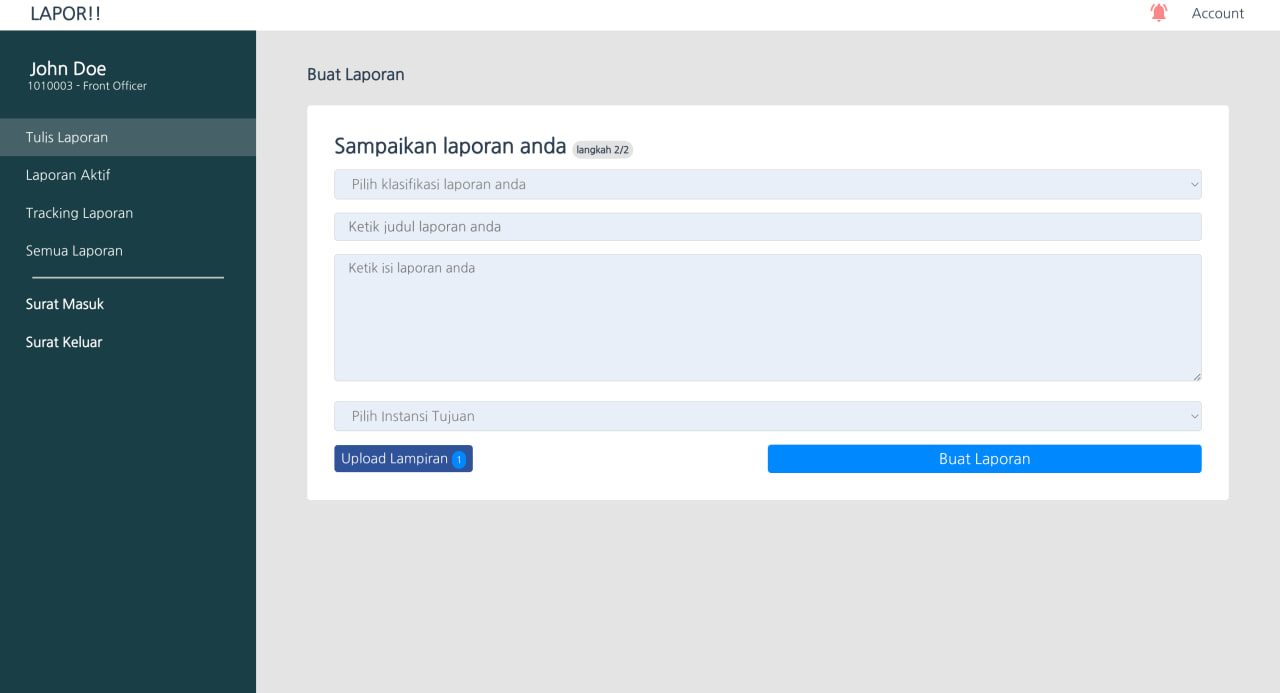 LAPOR!!
Account
John Doe
1010003 - Front Officer
Tulis Laporan
Laporan Aktif
Tracking Laporan
Semua Laporan
Surat Masuk
Surat Keluar
Buat Laporan
Sampaikan laporan anda langkah 2/2
Pilih klasifikasi laporan anda
Ketik judul laporan anda
Ketik isi laporan anda
Pilih Instansi Tujuan
Upload Lampiran 1
Buat Laporan